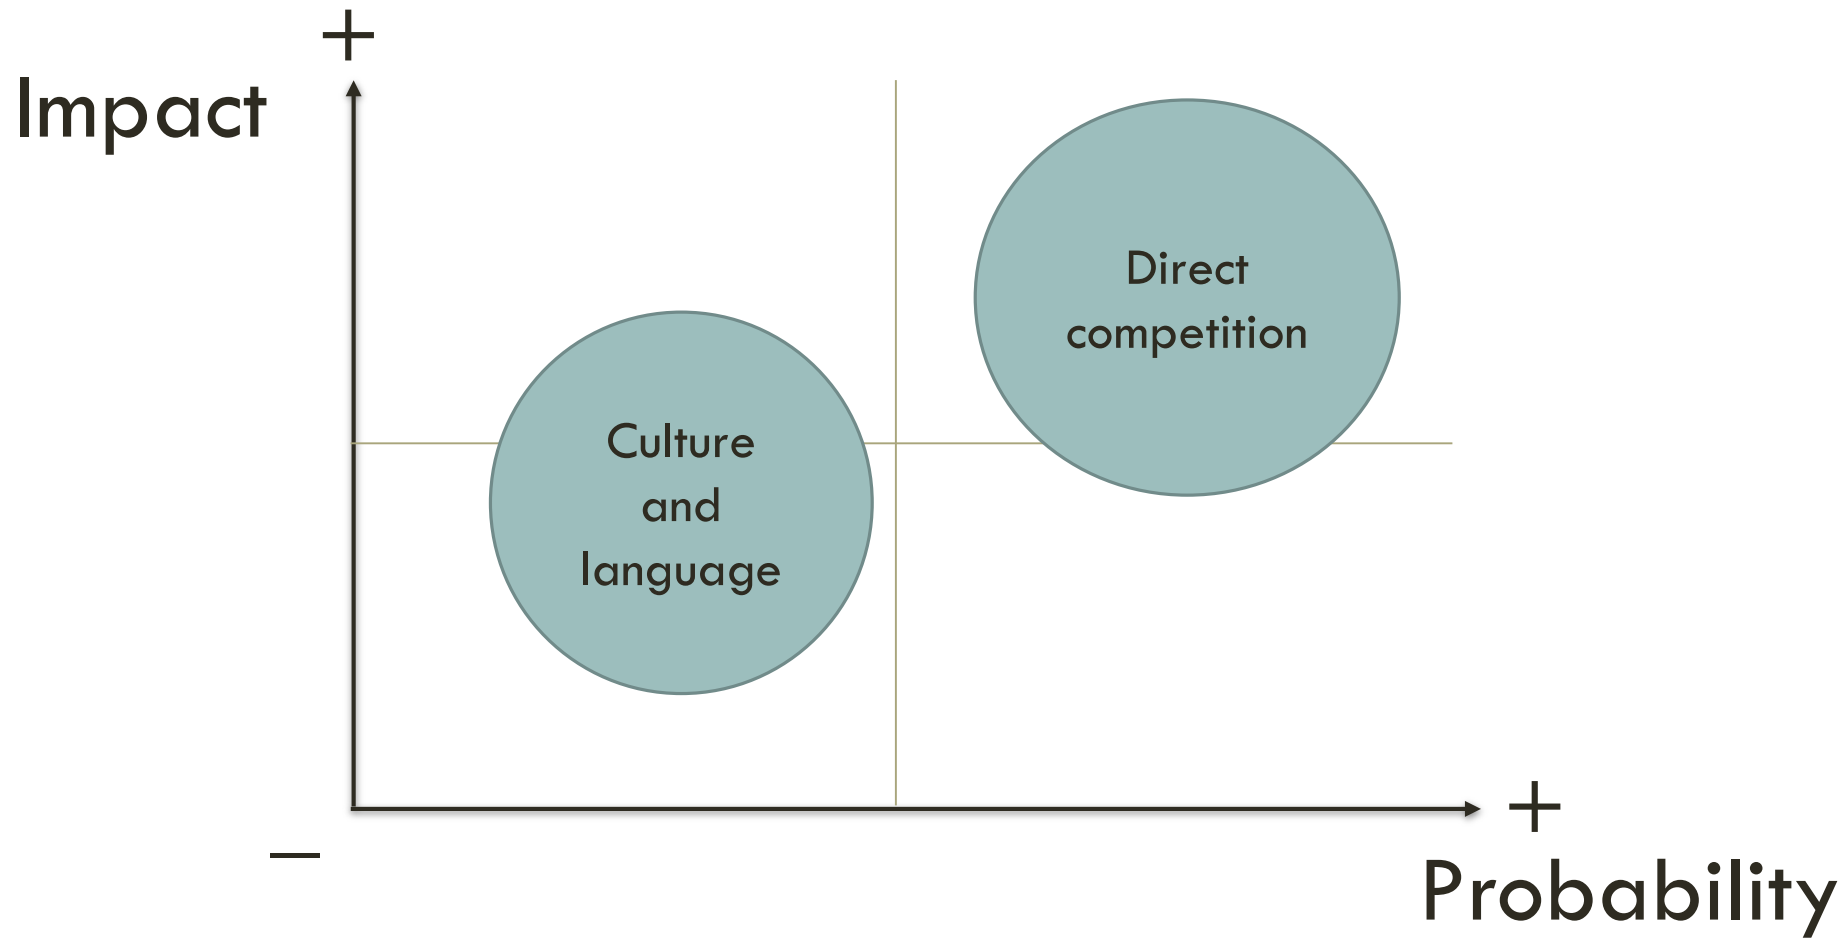 +
Impact
Direct
competition
Culture
and
language
+
–
Probability